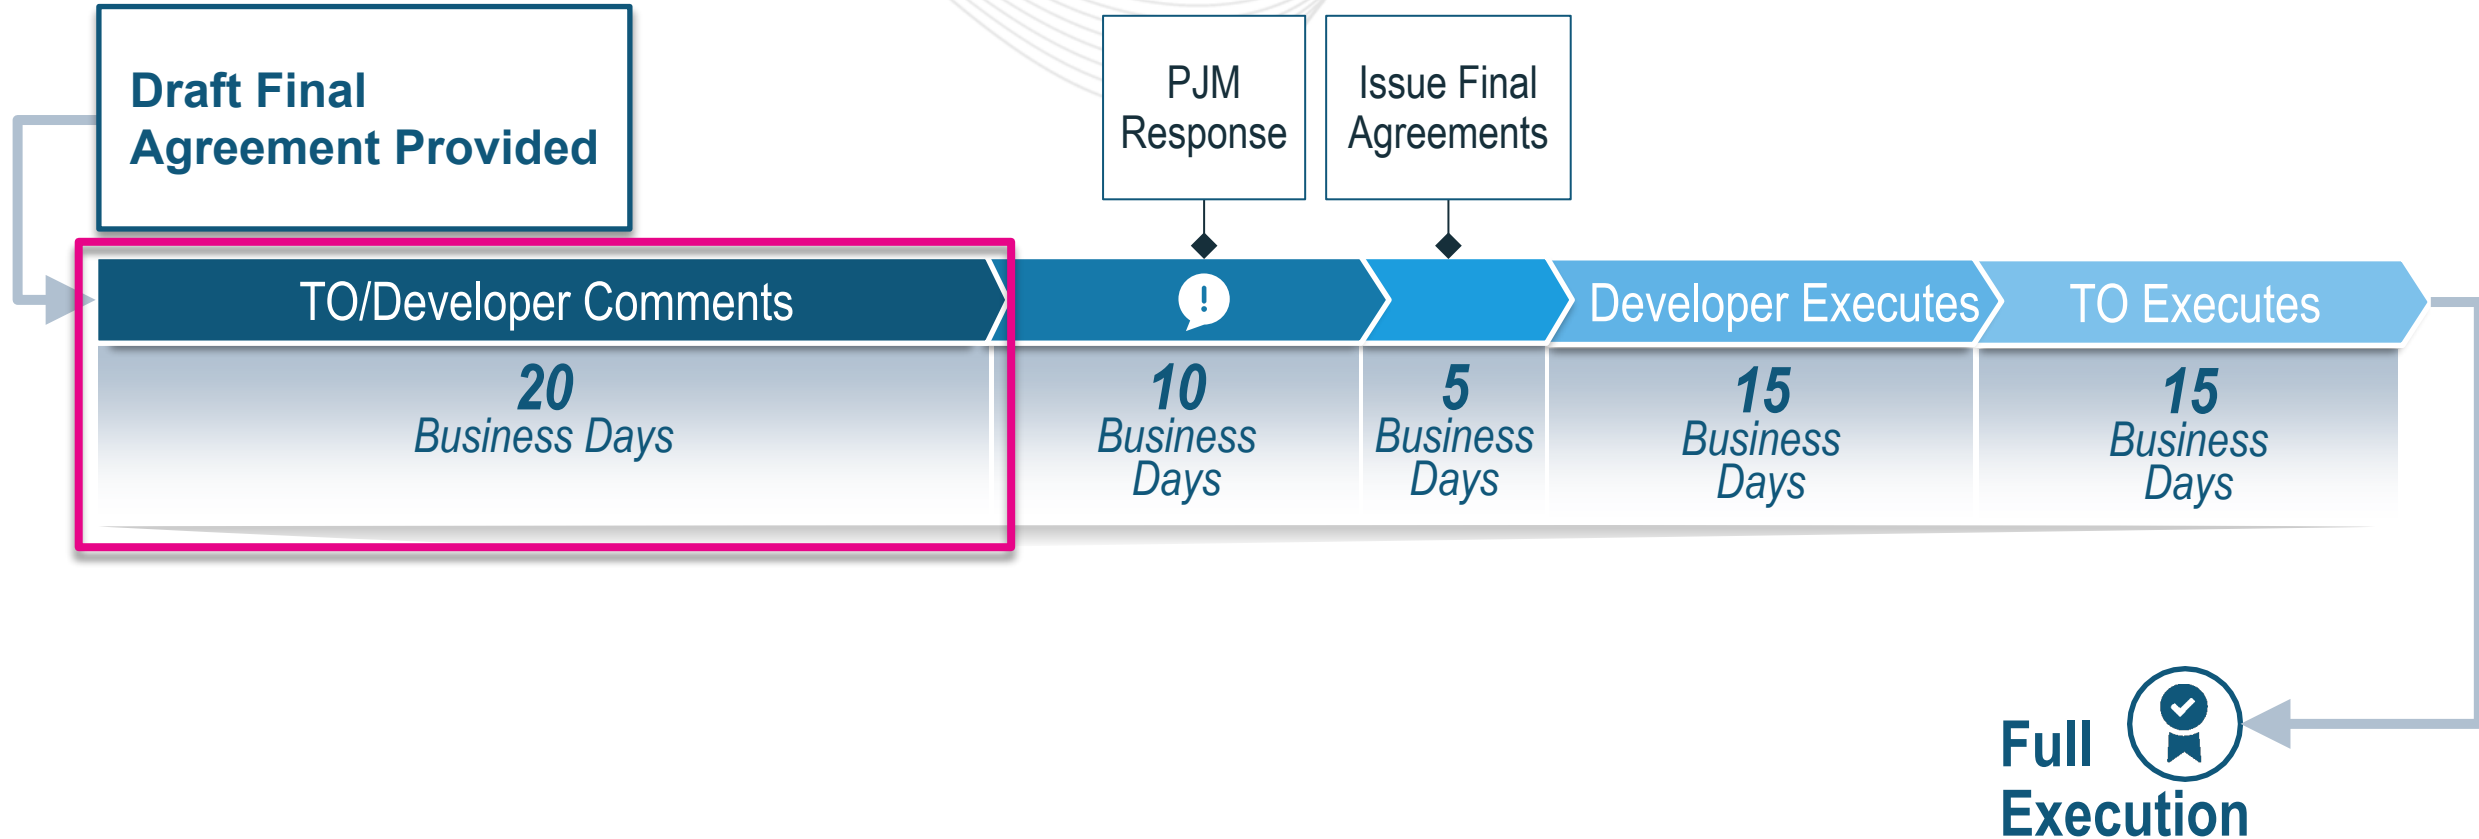 Draft Final
Agreement Provided
PJM
Response
Issue Final
Agreements
TO/Developer Comments
!
Developer Executes
TO Executes
20
Business Days
10
Business
Days
5
Business
Days
15
Business
Days
15
Business
Days
Full
Execution